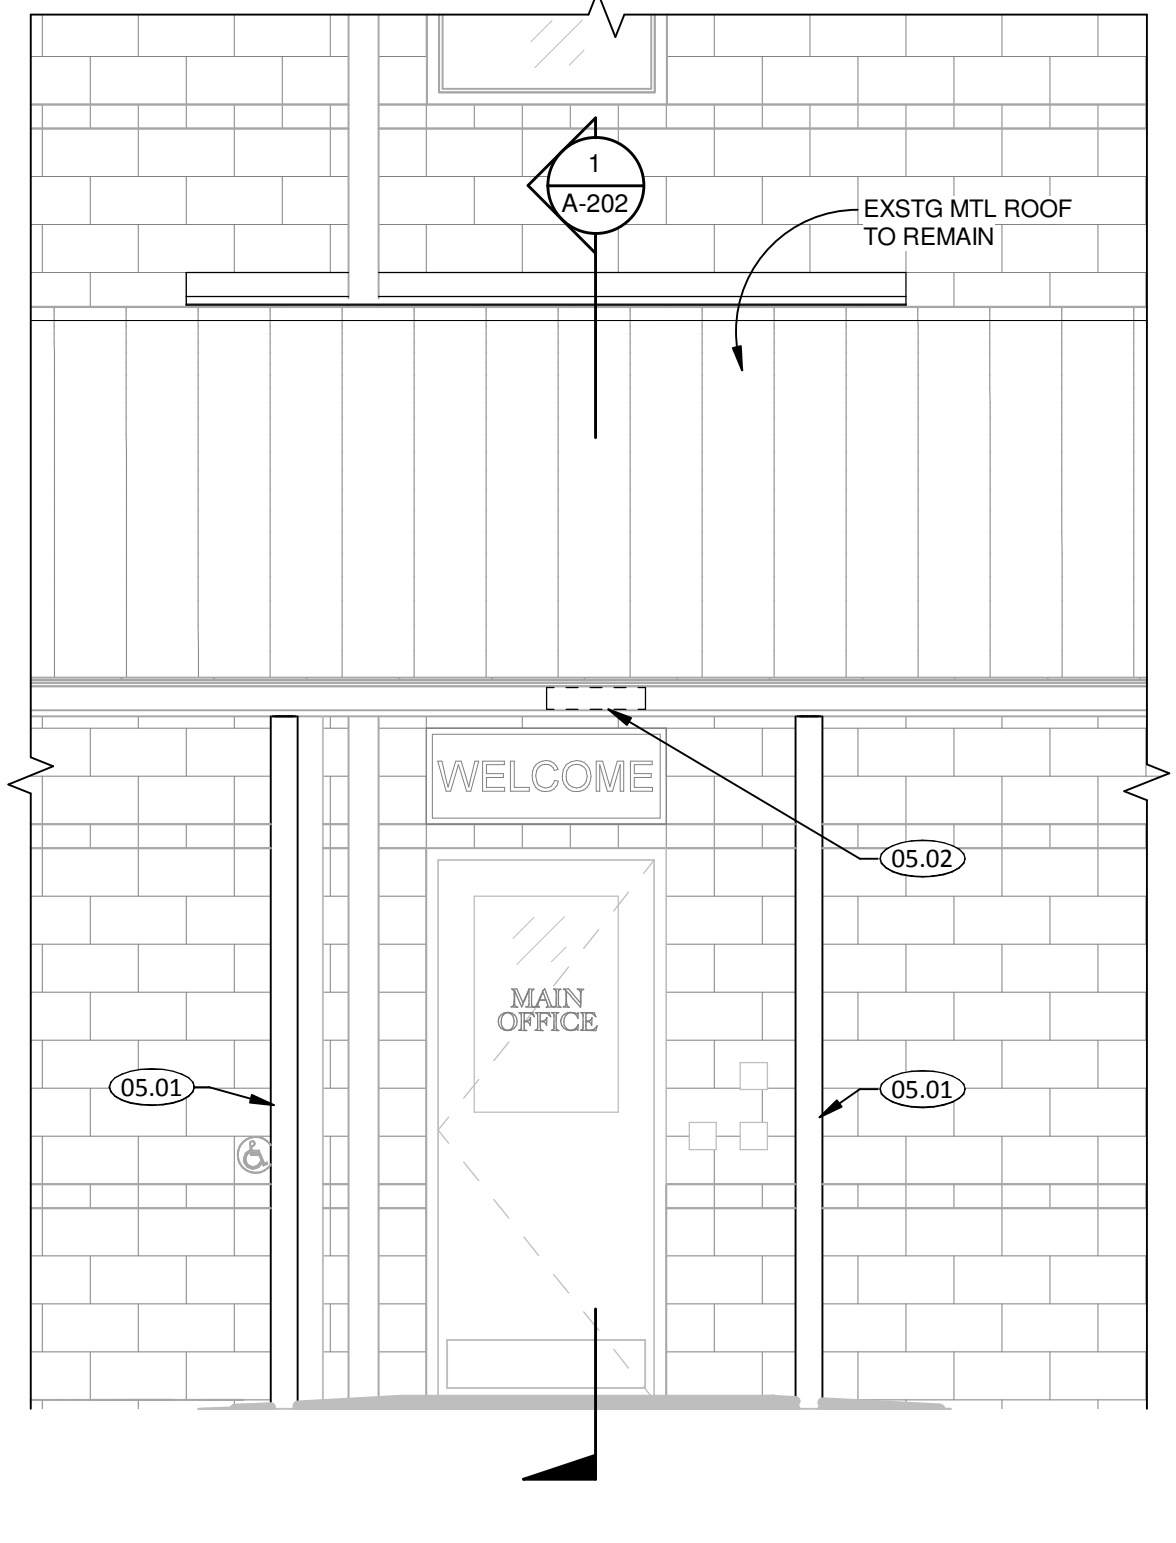 1
A-202
EXSTG MTL ROOF
TO REMAIN
WELCOME
05.02
MAIN
OFFICE
05.01
05.01